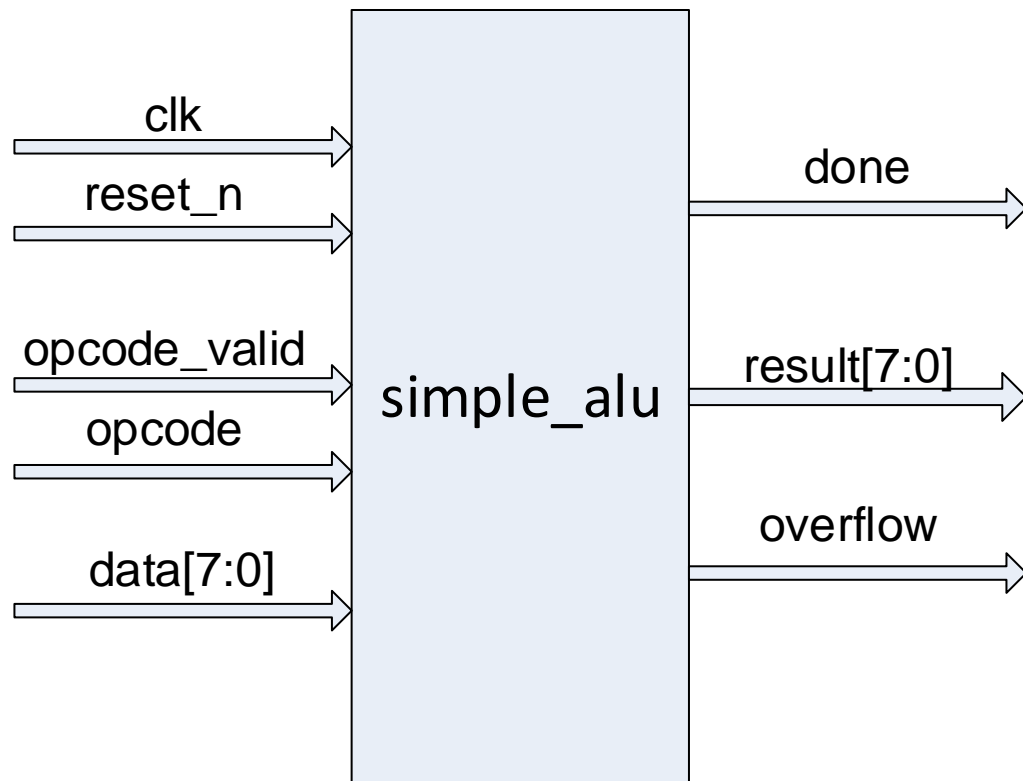 clk
reset_n
opcode_valid
opcode
data[7:0]
simple_alu
done
result[7:0]
overflow